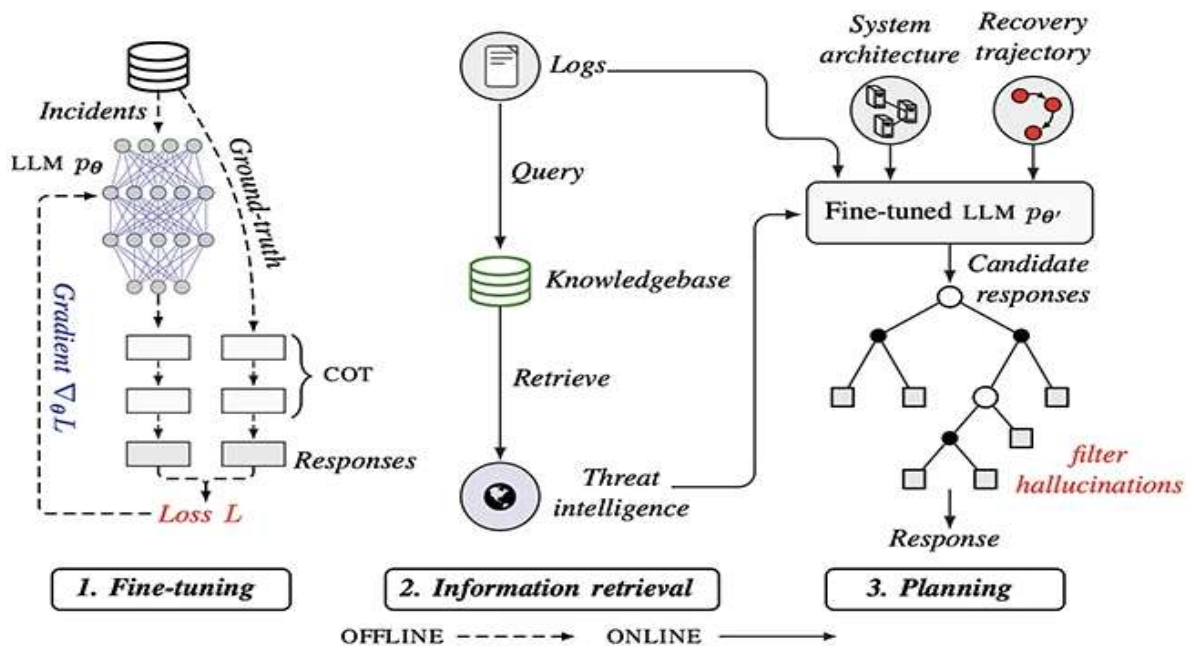 Incidents
LLM pθ
Ground-truth
Gradient ∇θL
COT
Responses
Loss L
1. Fine-tuning
Logs
Query
Knowledgebase
Retrieve
Threat
intelligence
2. Information retrieval
System
architecture
Recovery
trajectory
Fine-tuned LLM pθ′
Candidate
responses
filter
hallucinations
Response
3. Planning
OFFLINE
ONLINE